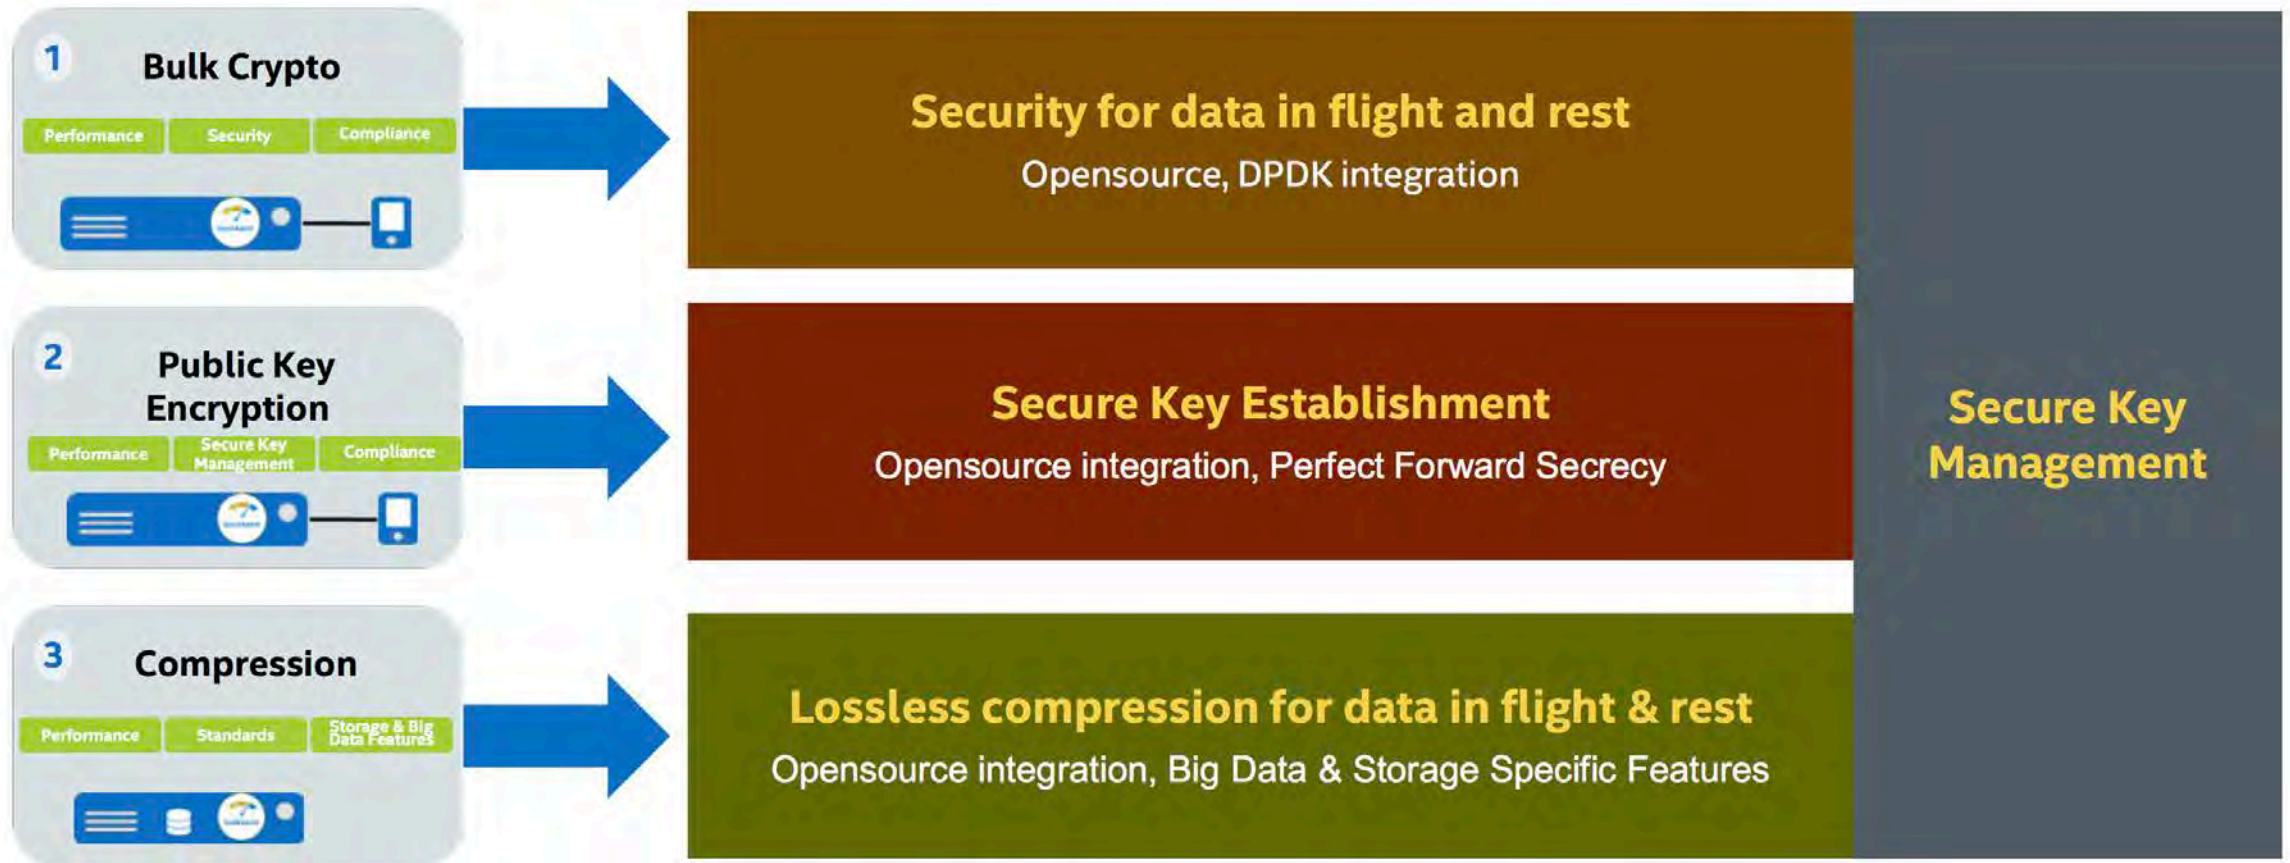 1
Bulk Crypto
Performance
Security
Compliance
Security for data in flight and rest
Opensource, DPDK integration
2
Public Key
Encryption
Performance
Secure Key
Management
Compliance
Secure Key Establishment
Opensource integration, Perfect Forward Secrecy
Secure Key
Management
3
Compression
Performance
Standards
Storage & Big
Data Features
Lossless compression for data in flight & rest
Opensource integration, Big Data & Storage Specific Features